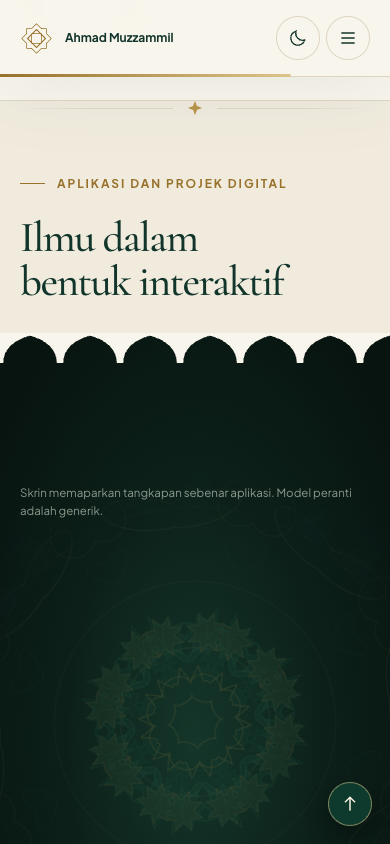 Ahmad Muzzammil
APLIKASI DAN PROJEK DIGITAL
Ilmu dalam
bentuk interaktif
Skrin memaparkan tangkapan sebenar aplikasi. Model peranti
adalah generik.